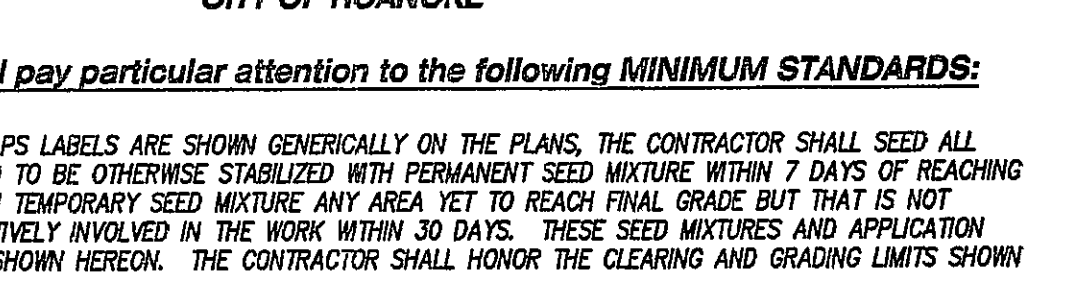 CITY OF ROANOKE
pay particular attention to the following MINIMUM STANDARDS:
PS LABELS ARE SHOWN GENERICALLY ON THE PLANS, THE CONTRACTOR SHALL SEED ALL
TO BE OTHERWISE STABILIZED WITH PERMANENT SEED MIXTURE WITHIN 7 DAYS OF REACHING
TEMPORARY SEED MIXTURE ANY AREA YET TO REACH FINAL GRADE BUT THAT IS NOT
TIVELY INVOLVED IN THE WORK WITHIN 30 DAYS. THESE SEED MIXTURES AND APPLICATION
SHOWN HEREON. THE CONTRACTOR SHALL HONOR THE CLEARING AND GRADING LIMITS SHOWN